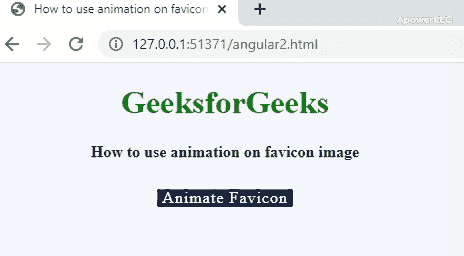 How to use animation on favicon
ApowerREC
127.0.0.1:51371/angular2.html
GeeksforGeeks
How to use animation on favicon image
Animate Favicon